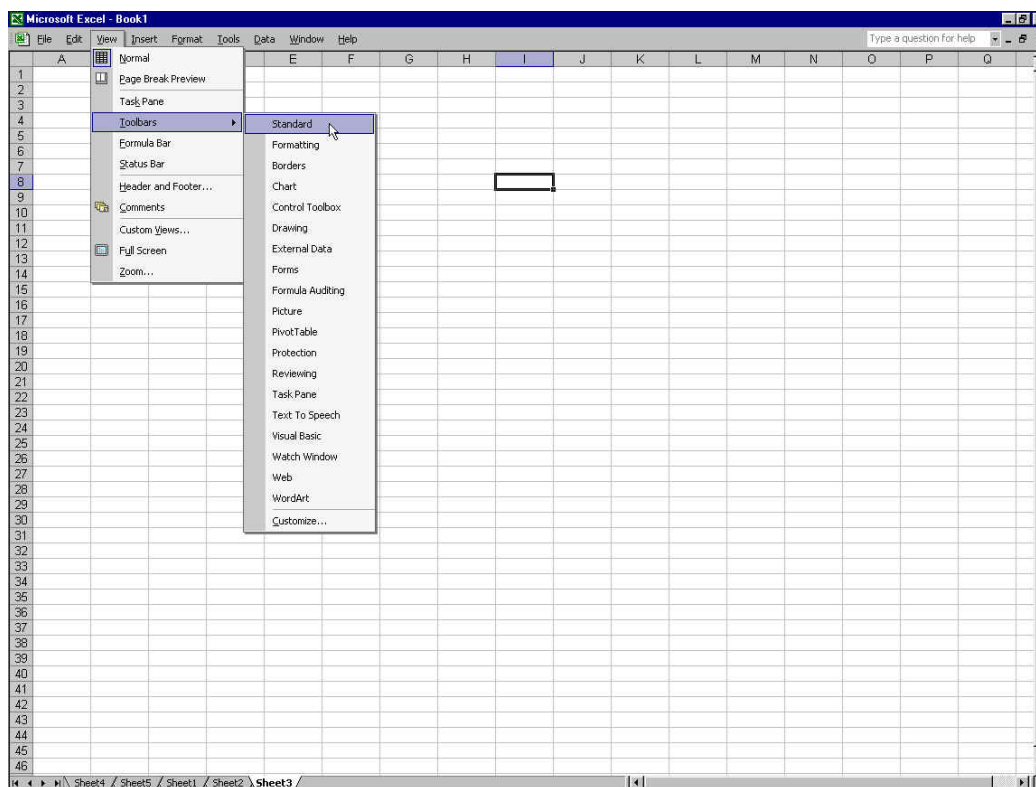 Microsoft Excel - Book1
File Edit View Insert Format Tools Data Window Help Type a question for help
A E F G H I J K L M N O P Q
Normal
Page Break Preview
Task Pane
Toolbars
Formula Bar
Status Bar
Header and Footer...
Comments
Custom Views...
Full Screen
Zoom...
Standard
Formatting
Borders
Chart
Control Toolbox
Drawing
External Data
Forms
Formula Auditing
Picture
PivotTable
Protection
Reviewing
Task Pane
Text To Speech
Visual Basic
Watch Window
Web
WordArt
Customize...
1
2
3
4
5
6
7
8
9
10
11
12
13
14
15
16
17
18
19
20
21
22
23
24
25
26
27
28
29
30
31
32
33
34
35
36
37
38
39
40
41
42
43
44
45
46
Sheet4 Sheet5 Sheet1 Sheet2 Sheet3